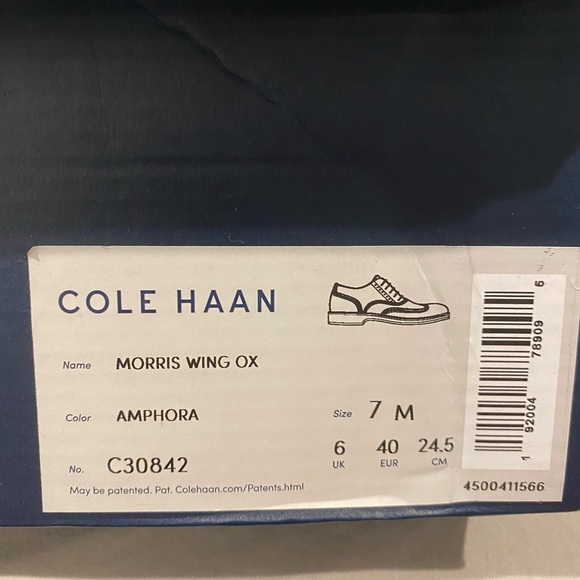 COLE HAAN
Name MORRIS WING OX
Color AMPHORA
Size 7 M
6 40 24.5
UK EUR CM
No. C30842
May be patented. Pat. Colehaan.com/Patents.html
1 92004 78909 6
4500411566